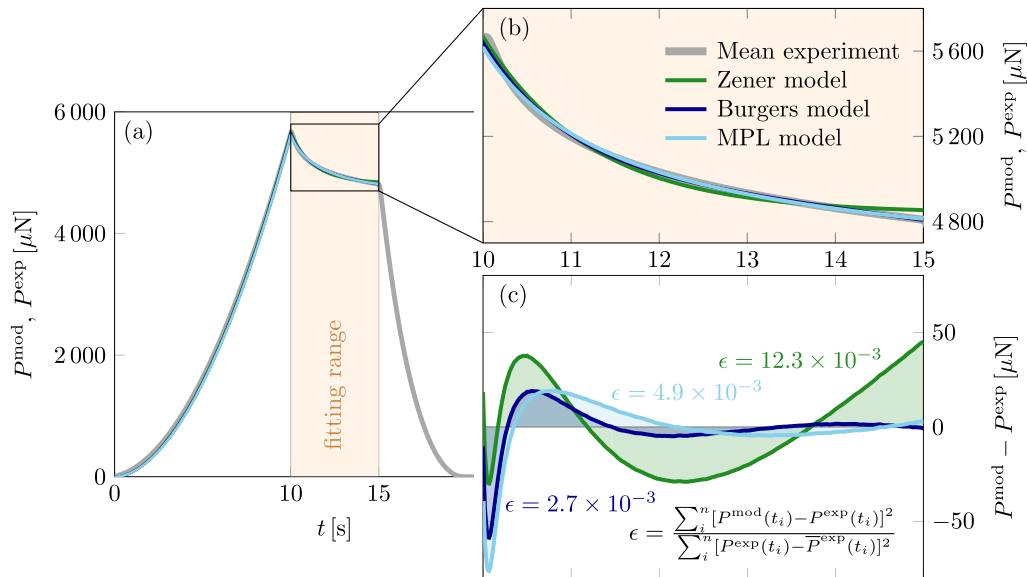 (a)
6 000
4 000
2 000
0
P^mod, P^exp [μN]
fitting range
0
10
15
t [s]
(b)
Mean experiment
Zener model
Burgers model
MPL model
5 600
5 200
4 800
P^mod, P^exp [μN]
10
11
12
13
14
15
(c)
ϵ = 12.3 × 10^−3
ϵ = 4.9 × 10^−3
ϵ = 2.7 × 10^−3
ϵ = ∑_i^n [P^mod(t_i)−P^exp(t_i)]^2 / ∑_i^n [P^exp(t_i)−P̅^exp(t_i)]^2
50
0
−50
P^mod − P^exp [μN]